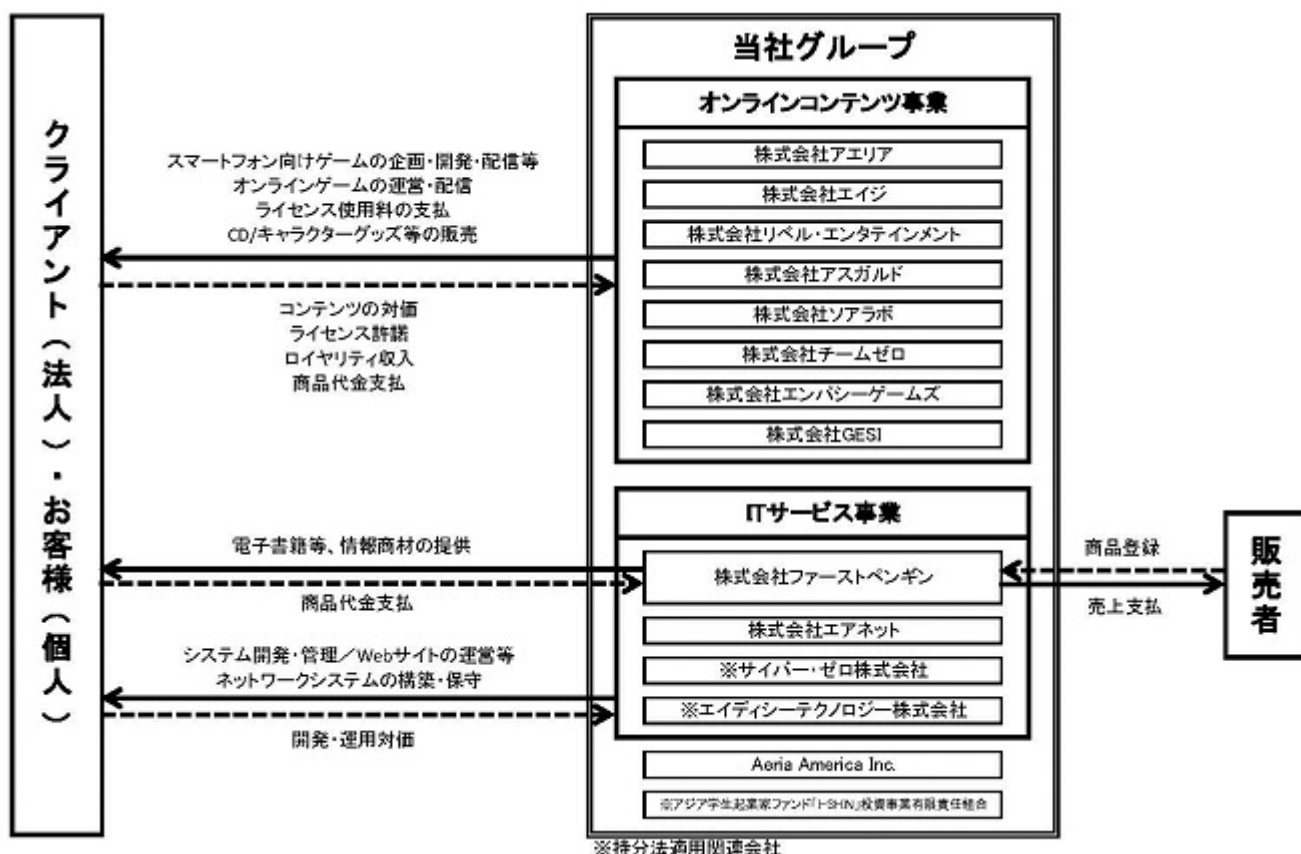 クライアント（法人）・お客様（個人）
スマートフォン向けゲームの企画・開発・配信等
オンラインゲームの運営・配信
ライセンス使用料の支払
CD/キャラクターグッズ等の販売
コンテンツの対価
ライセンス許諾
ロイヤリティ収入
商品代金支払
電子書籍等、情報商材の提供
商品代金支払
システム開発・管理／Webサイトの運営等
ネットワークシステムの構築・保守
開発・運用対価
当社グループ
オンラインコンテンツ事業
株式会社アエリア
株式会社エイジ
株式会社リベル・エンタテインメント
株式会社アスガルド
株式会社ソアラボ
株式会社チームゼロ
株式会社エンパシーゲームズ
株式会社GESI
ITサービス事業
株式会社ファーストペンギン
株式会社エアネット
※サイバー・ゼロ株式会社
※エイディシーテクノロジー株式会社
Aeria America Inc.
※アジア学生起業家ファンド「I-SHIN」投資事業有限責任組合
※持分法適用関連会社
商品登録
売上支払
販売者